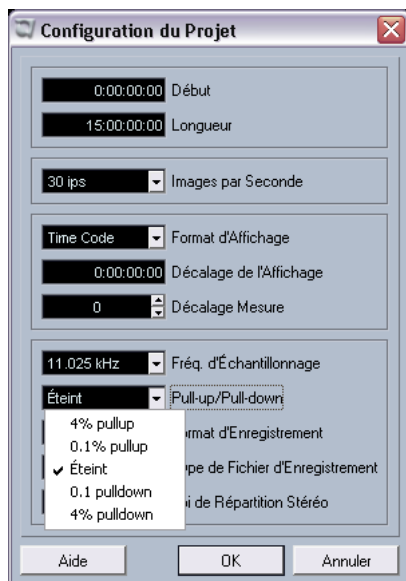 Configuration du Projet
0:00:00:00 Début
15:00:00:00 Longueur
30 ips Images par Seconde
Time Code Format d'Affichage
0:00:00:00 Décalage de l'Affichage
0 Décalage Mesure
11.025 kHz Fréq. d'Échantillonnage
Éteint Pull-up/Pull-down
4% pullup
0.1% pullup
Éteint
0.1 pulldown
4% pulldown
d'Enregistrement
de Fichier d'Enregistrement
de Répartition Stéréo
Aide OK Annuler